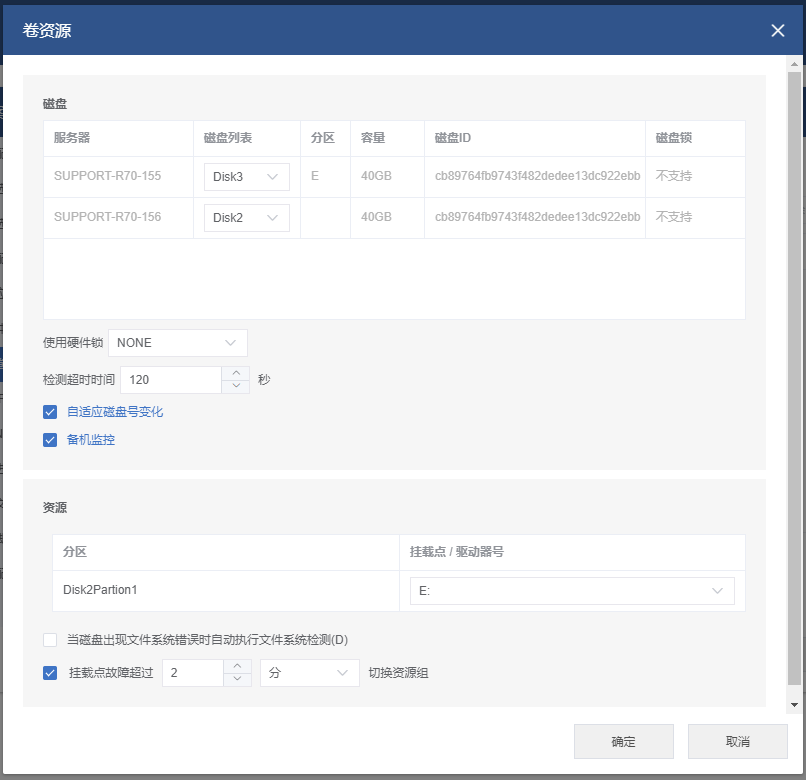 卷资源
磁盘
服务器 磁盘列表 分区 容量 磁盘ID 磁盘锁
SUPPORT-R70-155 Disk3 E 40GB cb89764fb9743f482dedee13dc922ebb 不支持
SUPPORT-R70-156 Disk2 40GB cb89764fb9743f482dedee13dc922ebb 不支持
使用硬件锁 NONE
检测超时时间 120 秒
自适应磁盘号变化
备机监控
资源
分区 挂载点 / 驱动器号
Disk2Partion1 E:
当磁盘出现文件系统错误时自动执行文件系统检测(D)
挂载点故障超过 2 分 切换资源组
确定 取消